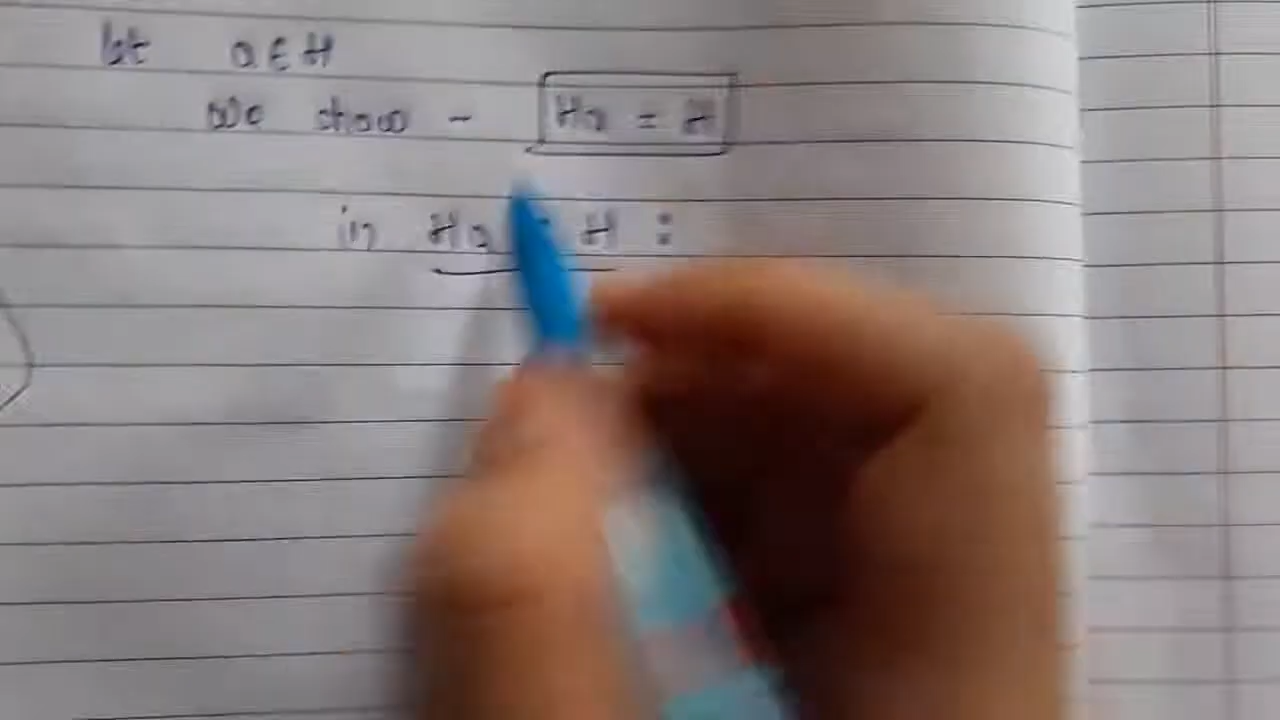 let a ∈ H
We show - Ha = H
in Ha H :